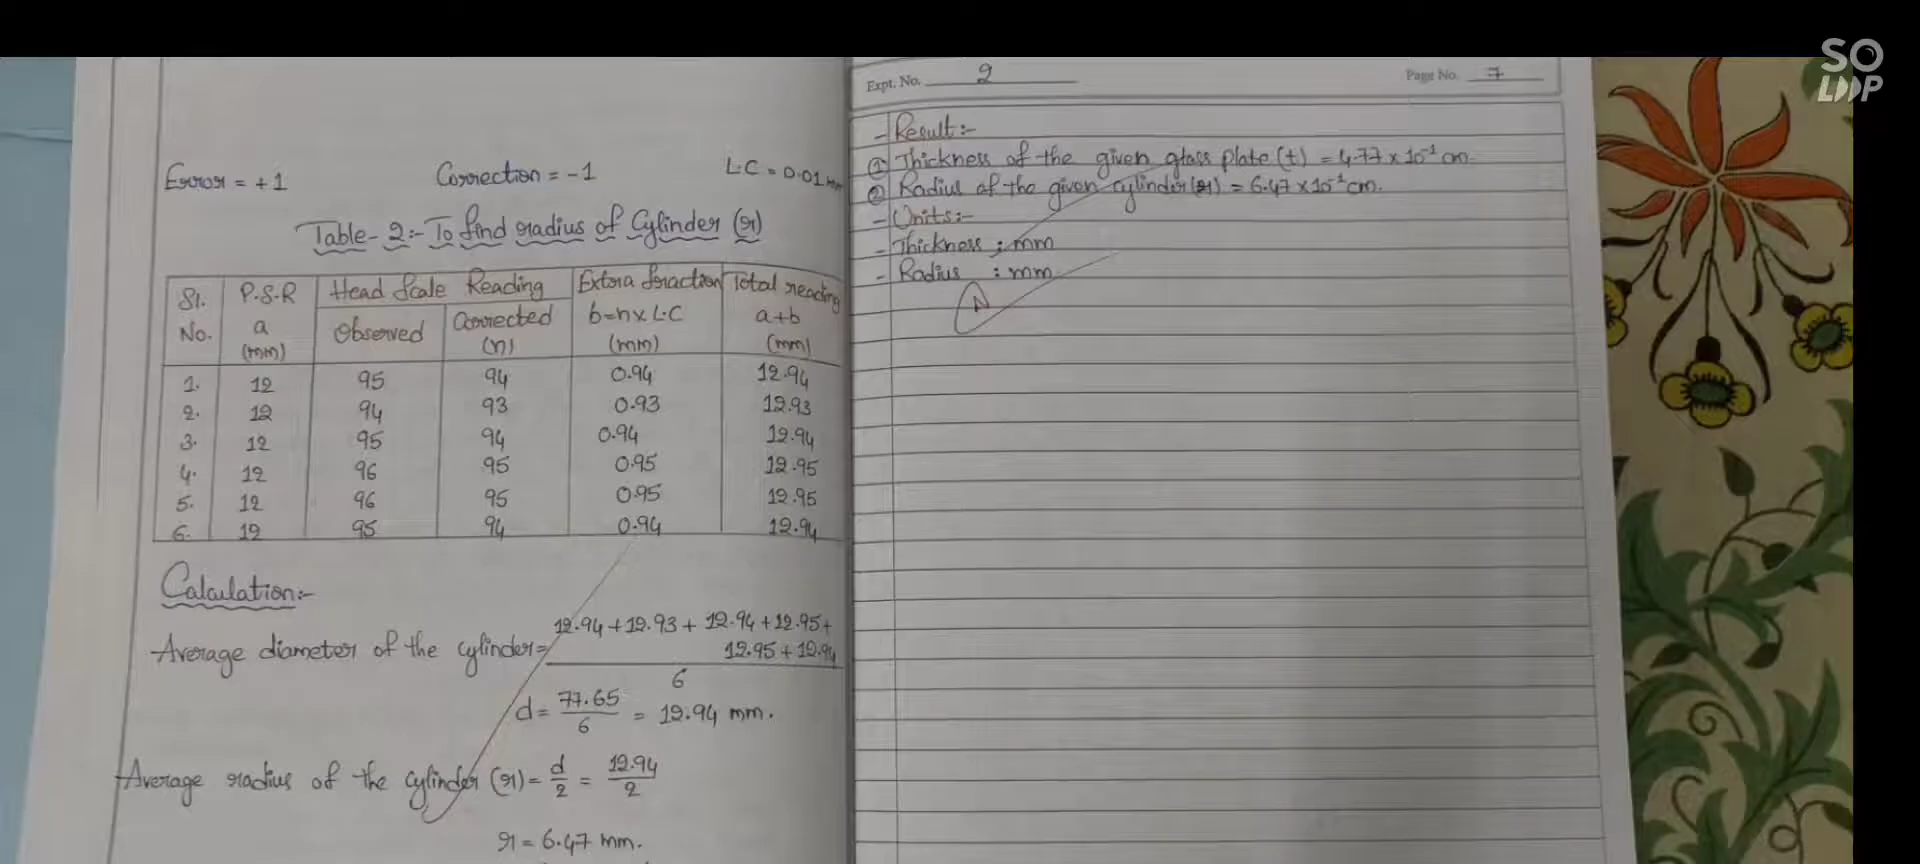 SO
LOOP
Error = +1 Correction = -1 L.C = 0.01 mm
Table-2:- To find radius of Cylinder (r)
Sl. No. P.S.R a (mm) Head Scale Reading Extra fraction b=n×L.C (mm) Total reading a+b (mm)
Observed Corrected (n)
1. 12 95 94 0.94 12.94
2. 12 94 93 0.93 12.93
3. 12 95 94 0.94 12.94
4. 12 96 95 0.95 12.95
5. 12 96 95 0.95 12.95
6. 12 95 94 0.94 12.94
Calculation:-
12.94 + 12.93 + 12.94 + 12.95 +
Average diameter of the cylinder = 12.95 + 12.94
6
d = 77.65/6 = 12.94 mm.
Average radius of the cylinder (r) = d/2 = 12.94/2
r = 6.47 mm.
Expt. No. 2 Page No. 7
- Result:-
① Thickness of the given glass plate (t) = 4.77 × 10⁻¹ cm.
② Radius of the given cylinder (r) = 6.47 × 10⁻¹ cm.
- Units:-
- Thickness : mm
- Radius : mm